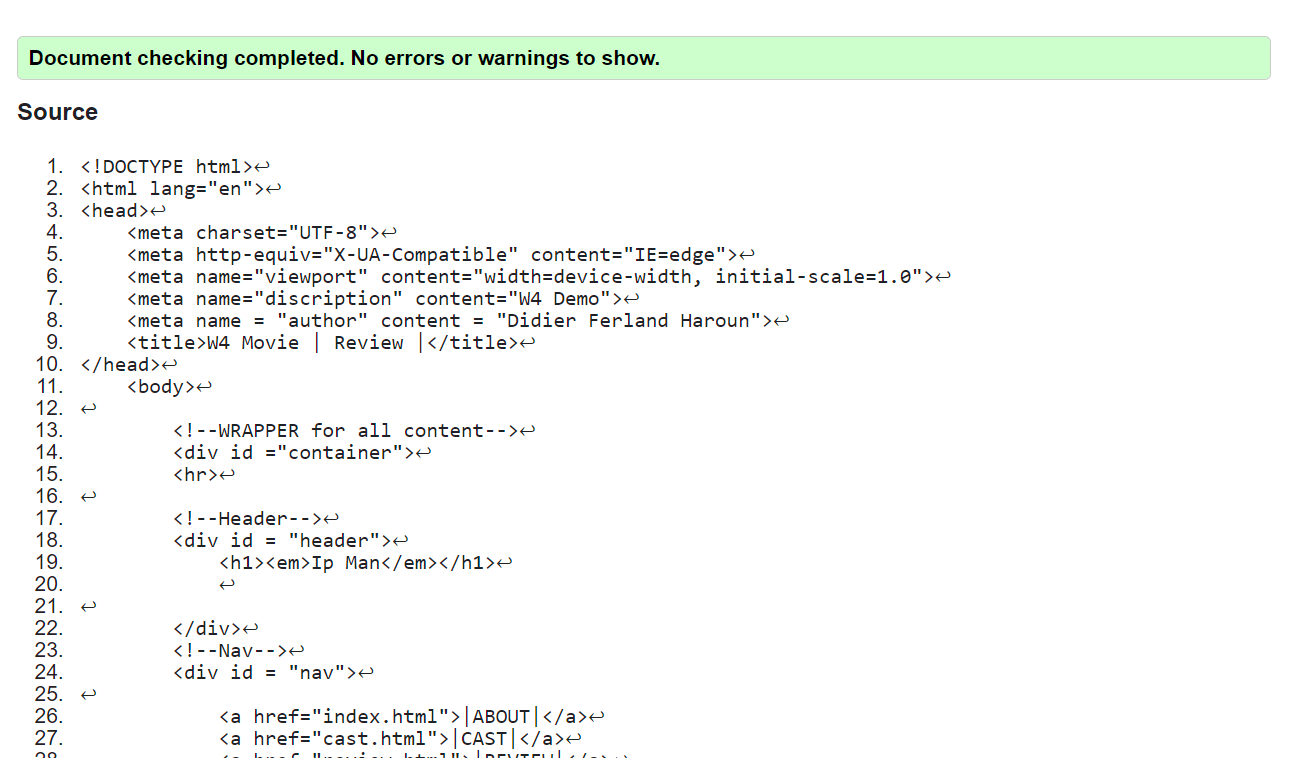 Document checking completed. No errors or warnings to show.
Source
1. <!DOCTYPE html>↩
2. <html lang="en">↩
3. <head>↩
4.     <meta charset="UTF-8">↩
5.     <meta http-equiv="X-UA-Compatible" content="IE=edge">↩
6.     <meta name="viewport" content="width=device-width, initial-scale=1.0">↩
7.     <meta name="discription" content="W4 Demo">↩
8.     <meta name = "author" content = "Didier Ferland Haroun">↩
9.     <title>W4 Movie | Review |</title>↩
10. </head>↩
11.     <body>↩
12. ↩
13.         <!--WRAPPER for all content-->↩
14.         <div id ="container">↩
15.         <hr>↩
16. ↩
17.         <!--Header-->↩
18.         <div id = "header">↩
19.             <h1><em>Ip Man</em></h1>↩
20.             ↩
21. ↩
22.         </div>↩
23.         <!--Nav-->↩
24.         <div id = "nav">↩
25. ↩
26.             <a href="index.html">|ABOUT|</a>↩
27.             <a href="cast.html">|CAST|</a>↩
28.             <a href="review.html">|REVIEW|</a>↩